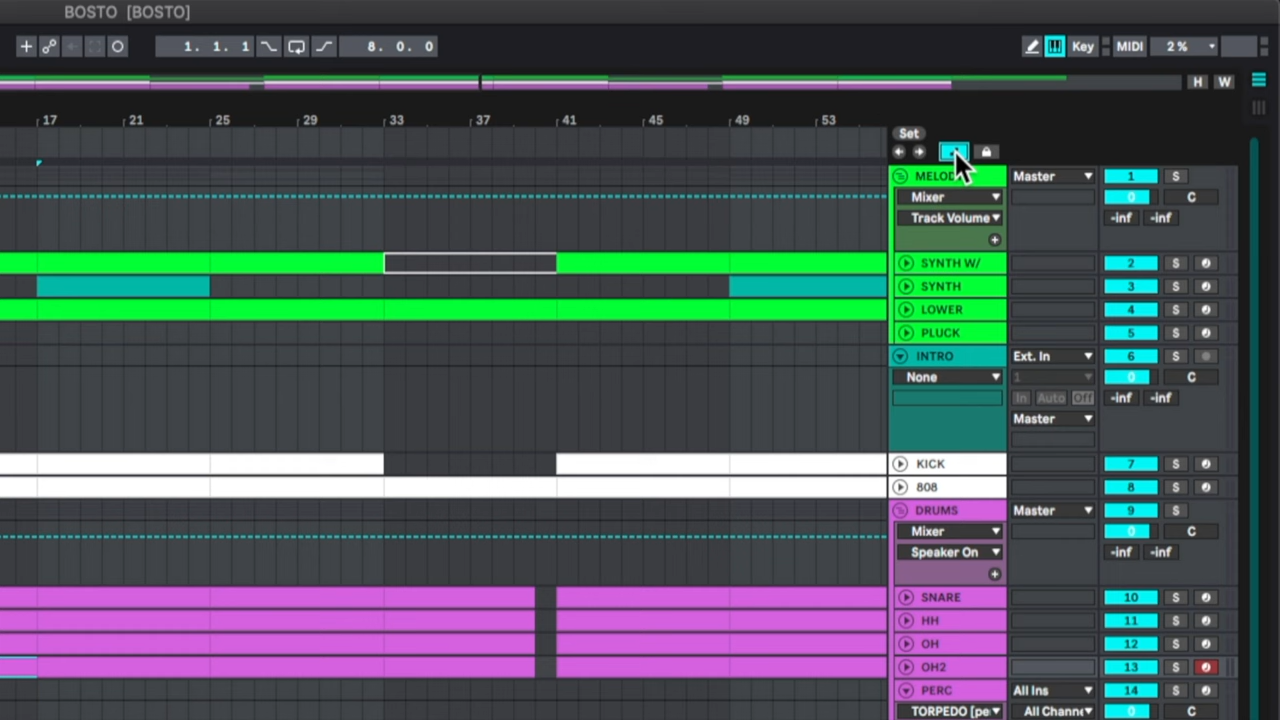 BOSTO [BOSTO]
1. 1. 1 8. 0. 0 Key MIDI 2 %
H W
17 21 25 29 33 37 41 45 49 53
Set
Master 1 S
Mixer 0 C
Track Volume -inf -inf
SYNTH W/ 2 S
SYNTH 3 S
LOWER 4 S
PLUCK 5 S
INTRO Ext. In 6 S
None 1 0 C
In Auto Off -inf -inf
Master
KICK 7 S
808 8 S
DRUMS Master 9 S
Mixer 0 C
Speaker On -inf -inf
SNARE 10 S
HH 11 S
OH 12 S
OH2 13 S
PERC All Ins 14 S
TORPEDO [pe All Channe 0 C